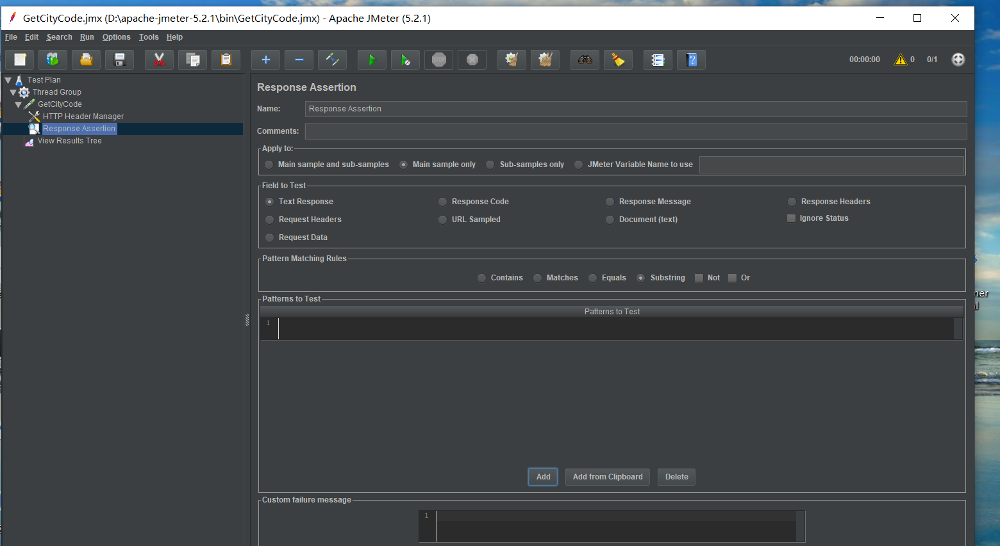 GetCityCode.jmx (D:\apache-jmeter-5.2.1\bin\GetCityCode.jmx) - Apache JMeter (5.2.1)
File Edit Search Run Options Tools Help
STOP 00:00:00 0 0/1
Test Plan
Thread Group
GetCityCode
HTTP Header Manager
Response Assertion
View Results Tree
Response Assertion
Name: Response Assertion
Comments:
Apply to:
Main sample and sub-samples Main sample only Sub-samples only JMeter Variable Name to use
Field to Test
Text Response Response Code Response Message Response Headers
Request Headers URL Sampled Document (text) Ignore Status
Request Data
Pattern Matching Rules
Contains Matches Equals Substring Not Or
Patterns to Test
Patterns to Test
1
Add Add from Clipboard Delete
Custom failure message
1